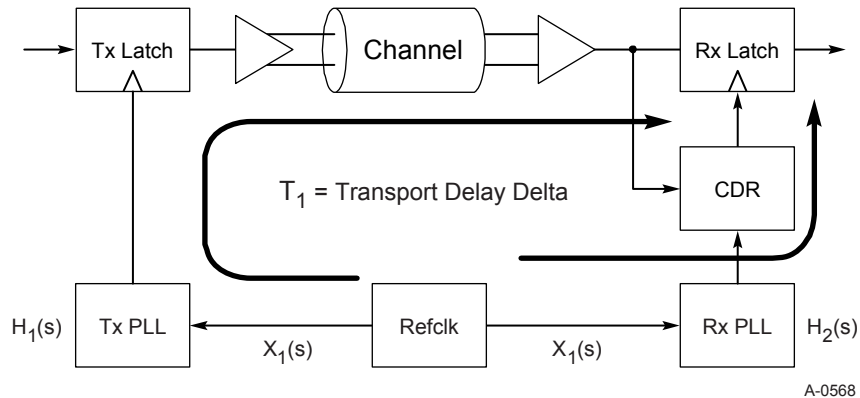 Tx Latch
Channel
Rx Latch
T1 = Transport Delay Delta
CDR
H1(s)
Tx PLL
X1(s)
Refclk
X1(s)
Rx PLL
H2(s)
A-0568